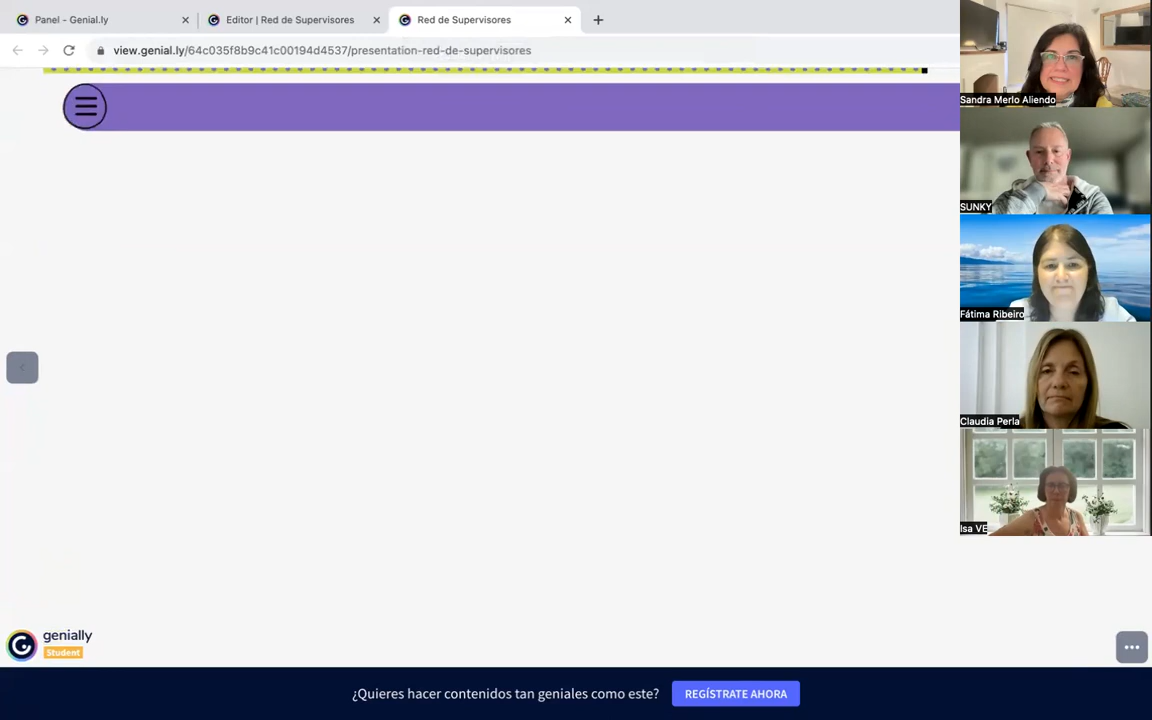 Panel - Genial.ly
Editor | Red de Supervisores
Red de Supervisores
view.genial.ly/64c035f8b9c41c00194d4537/presentation-red-de-supervisores
Sandra Merlo Aliendo
SUNKY
Fátima Ribeiro
Claudia Perla
Isa VE
genially
Student
¿Quieres hacer contenidos tan geniales como este?
REGÍSTRATE AHORA